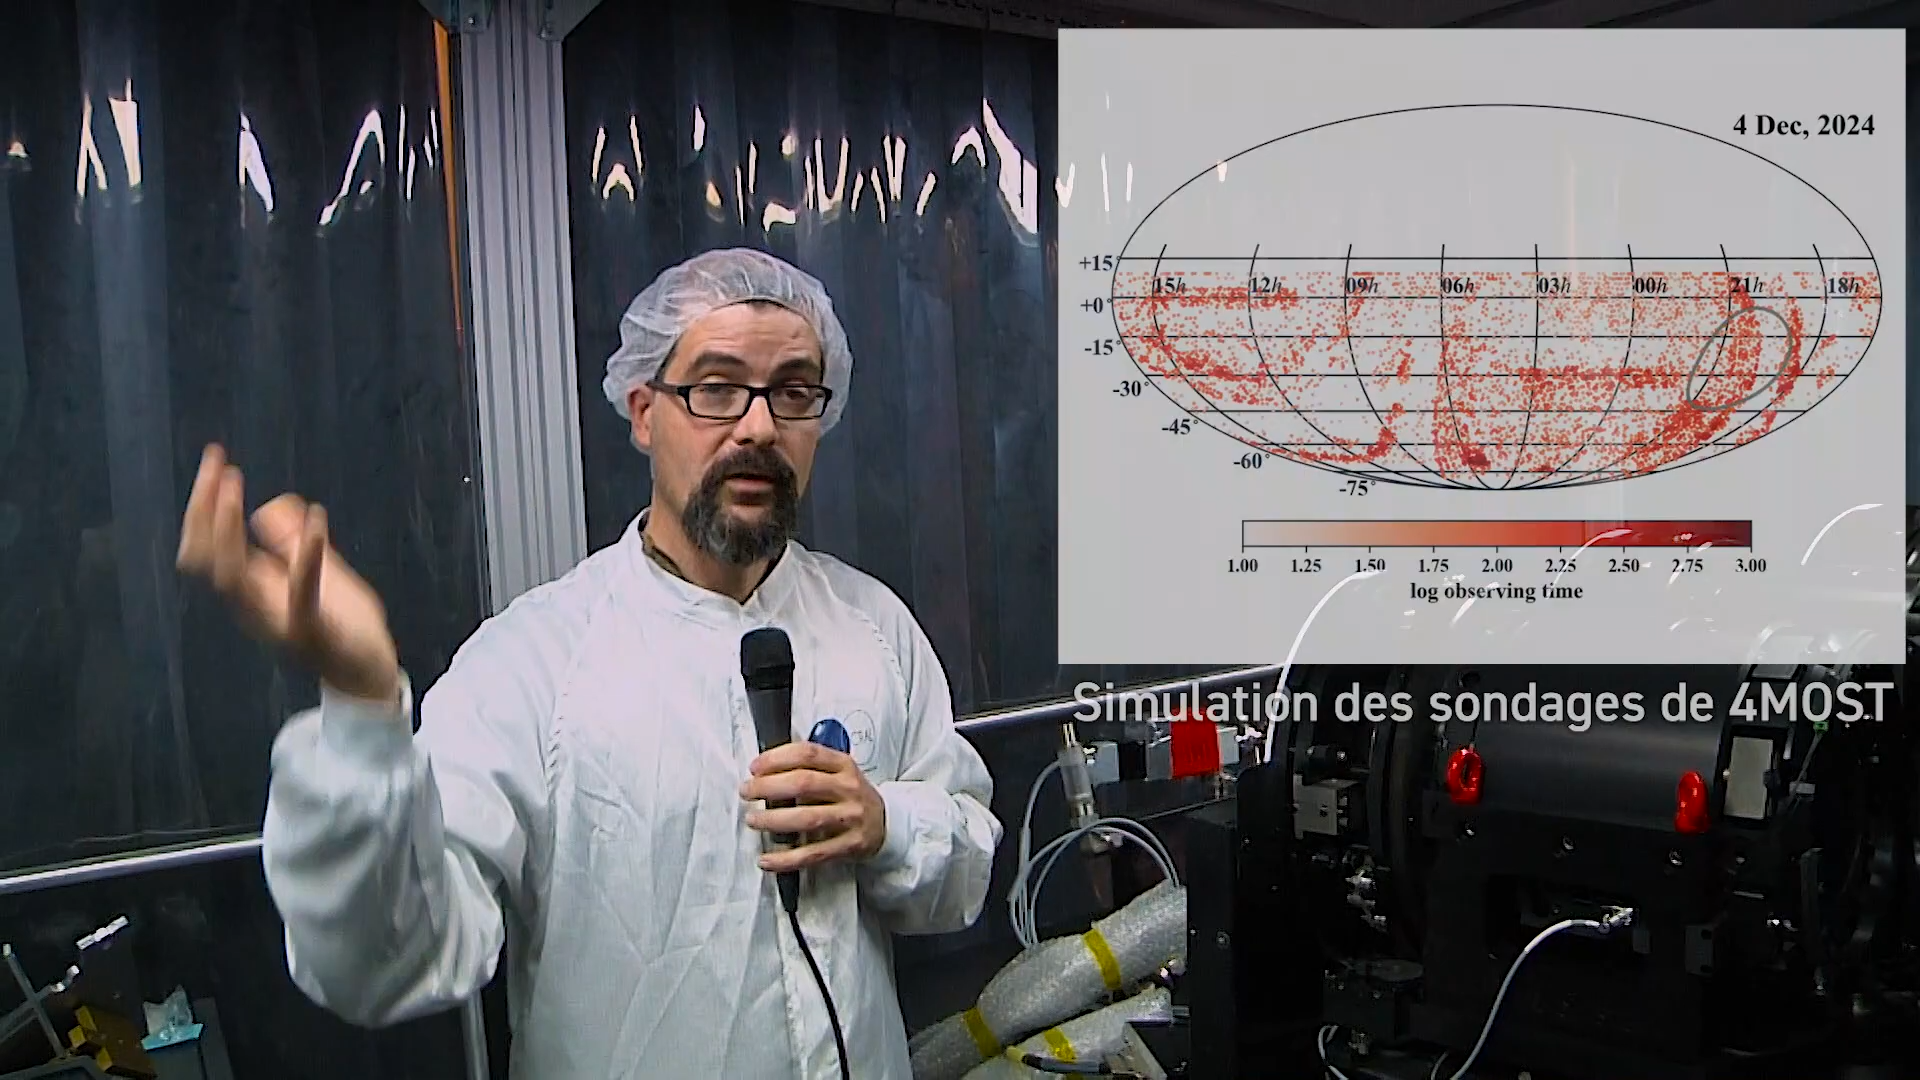 4 Dec, 2024
+15°
15h 12h 09h 06h 03h 00h 21h 18h
+0°
-15°
-30°
-45°
-60°
-75°
1.00 1.25 1.50 1.75 2.00 2.25 2.50 2.75 3.00
log observing time
Simulation des sondages de 4MOST
CRAL